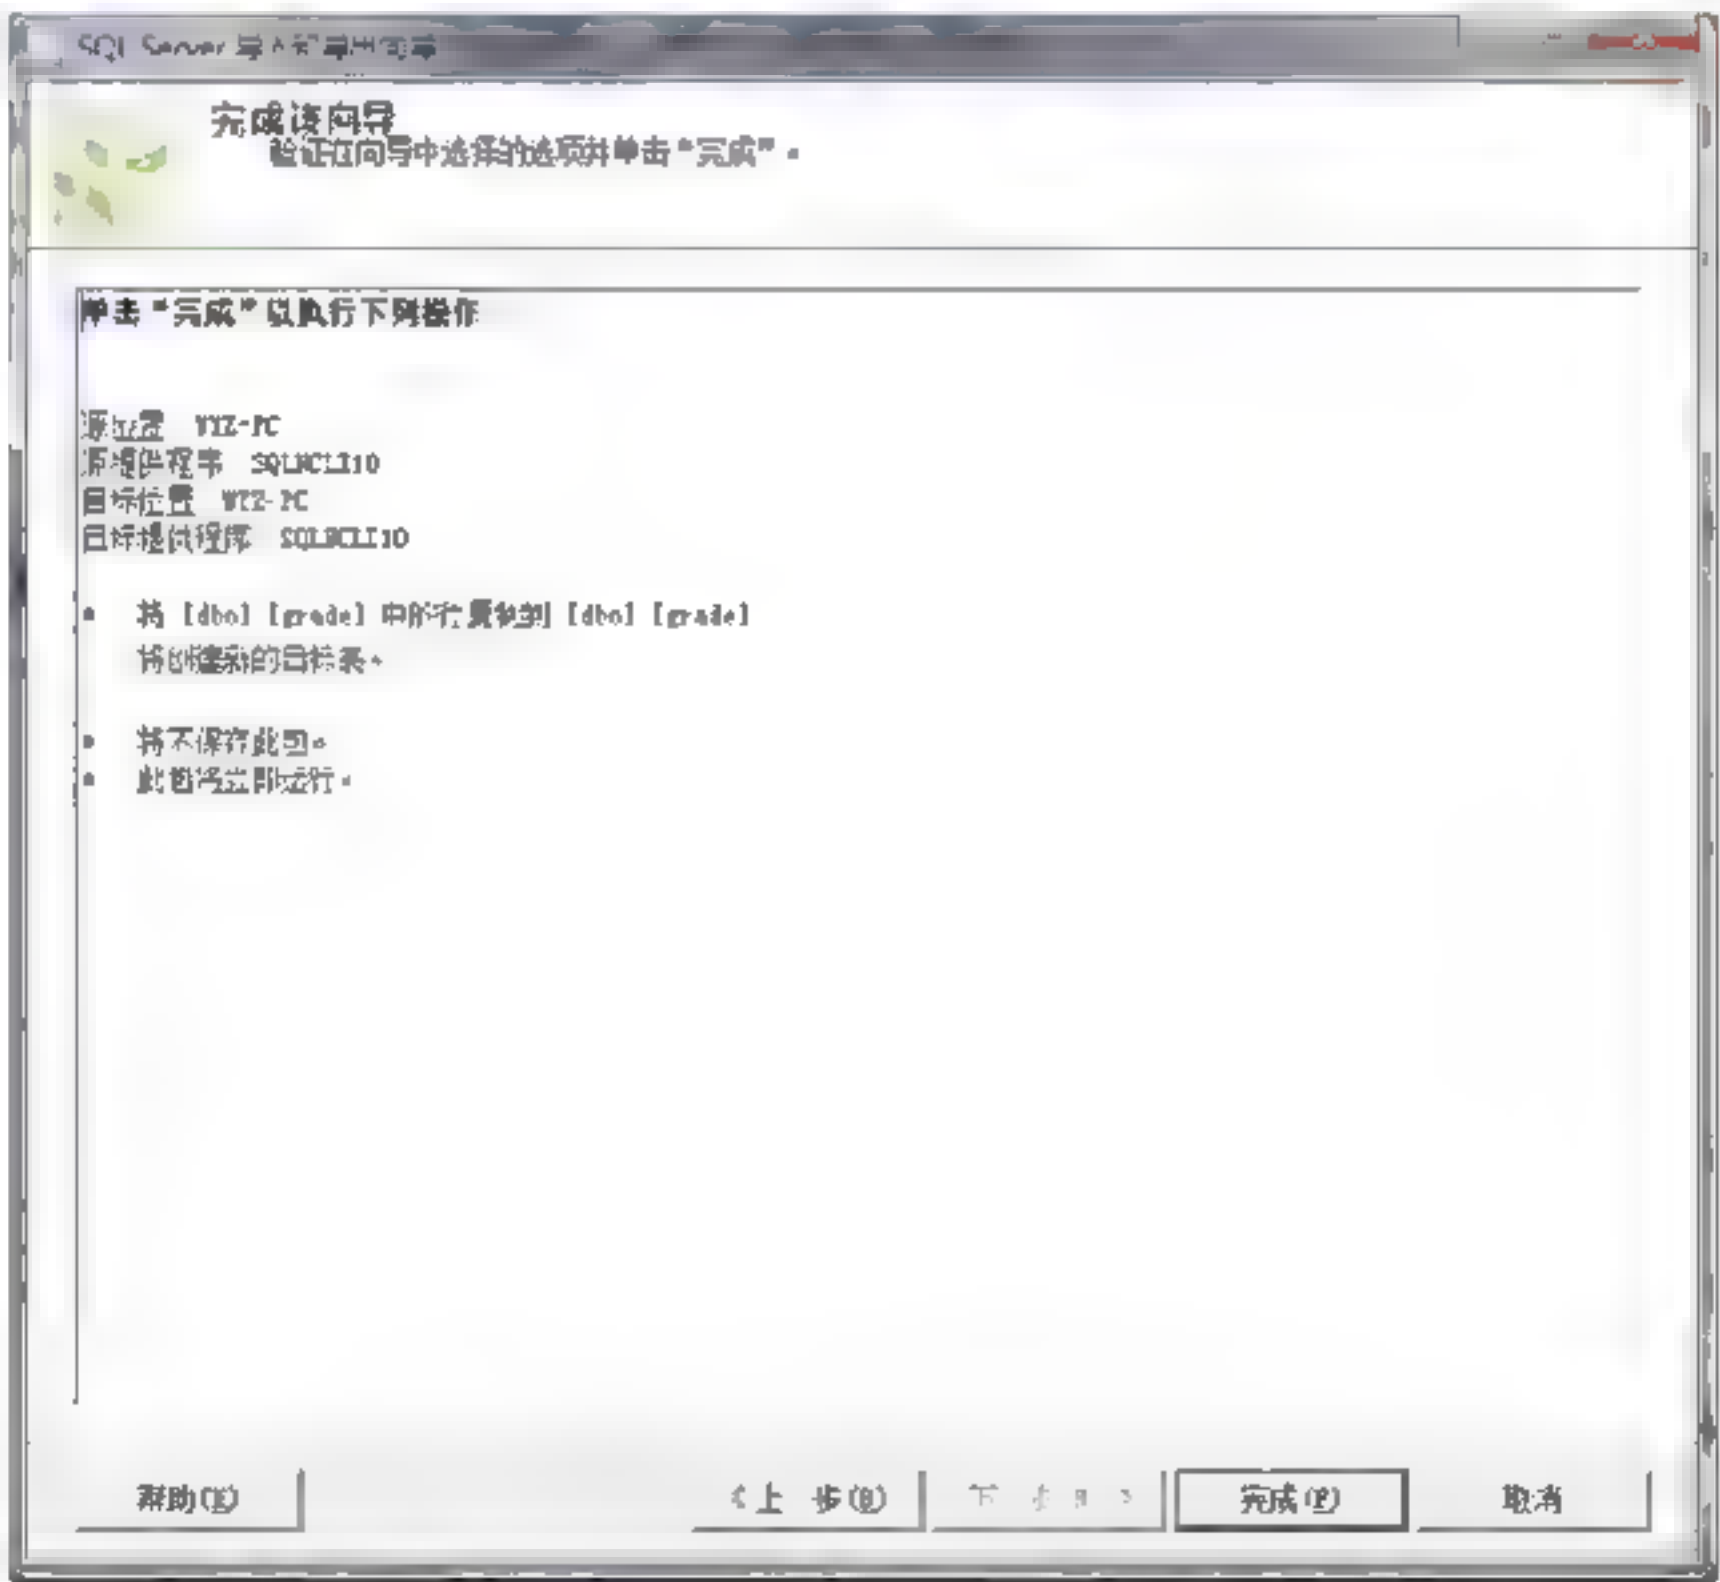 SQL Server 导入和导出向导
完成该向导
验证在向导中选择的选项并单击“完成”。
单击“完成”以执行下列操作
源位置
源提供程序 SQLNCLI10
目标位置
目标提供程序 SQLNCLI10
将 [dbo] [grade] 中的行复制到 [dbo] [grade]
将创建新的目标表。
将不保存此包。
此包将立即运行。
帮助(H)
<上一步(B)
下一步(N) >
完成(F)
取消